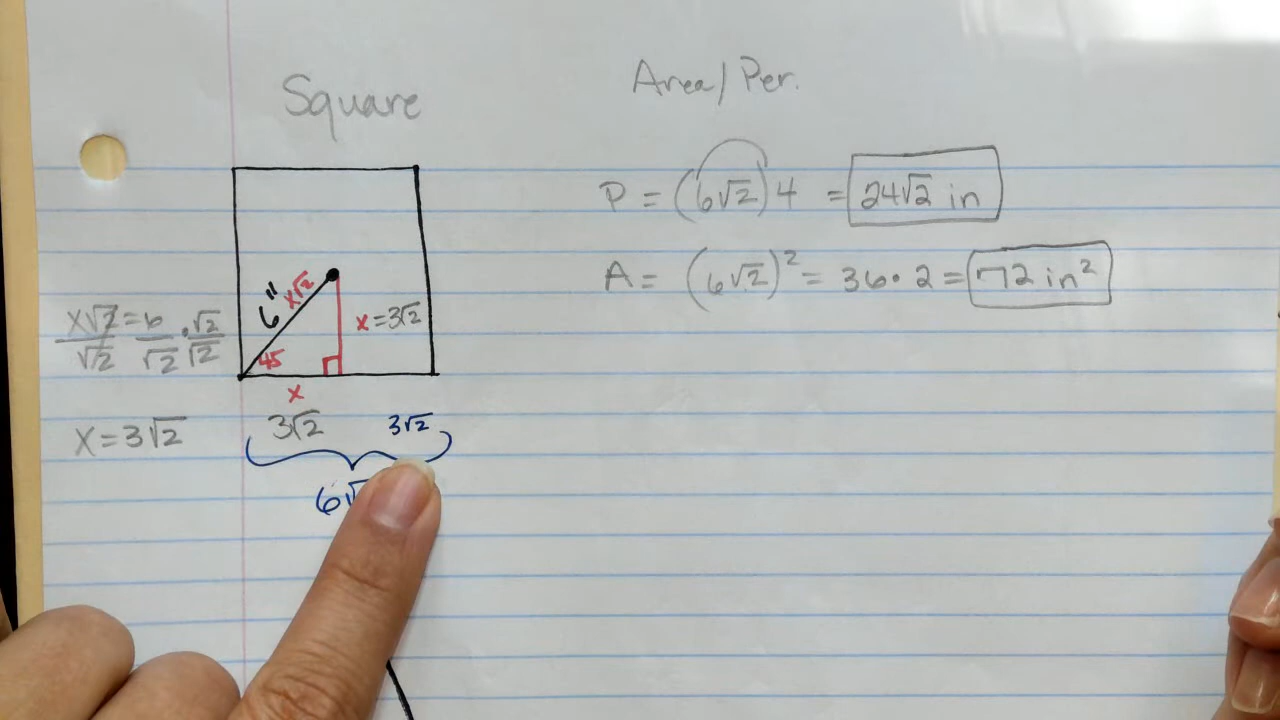 Square
Area/Per.
P = (6√2)4 = 24√2 in
A = (6√2)² = 36·2 = 72 in²
6"
x√2
x=3√2
45
x
x√2=6
√2 √2 · √2 √2
x=3√2
3√2 3√2